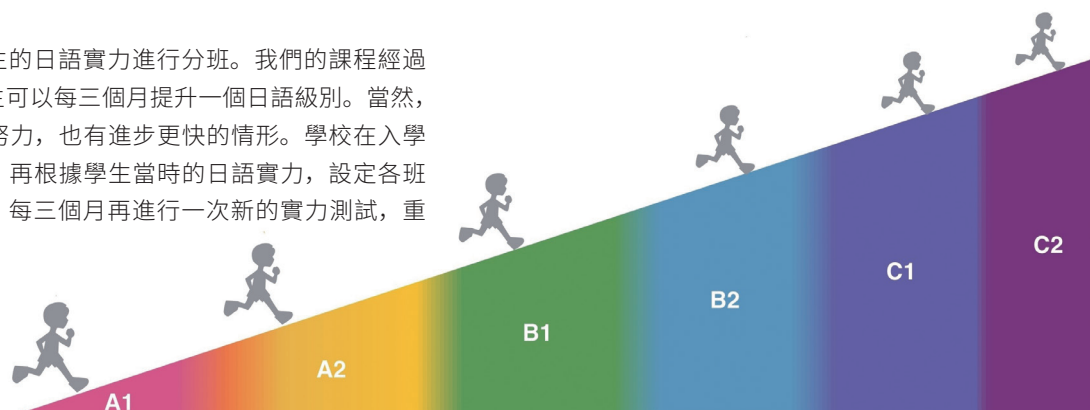 生的日語實力進行分班。我們的課程經過
生可以每三個月提升一個日語級別。當然，
努力，也有進步更快的情形。學校在入學
，再根據學生當時的日語實力，設定各班
，每三個月再進行一次新的實力測試，重
C2
C1
B2
B1
A2
A1